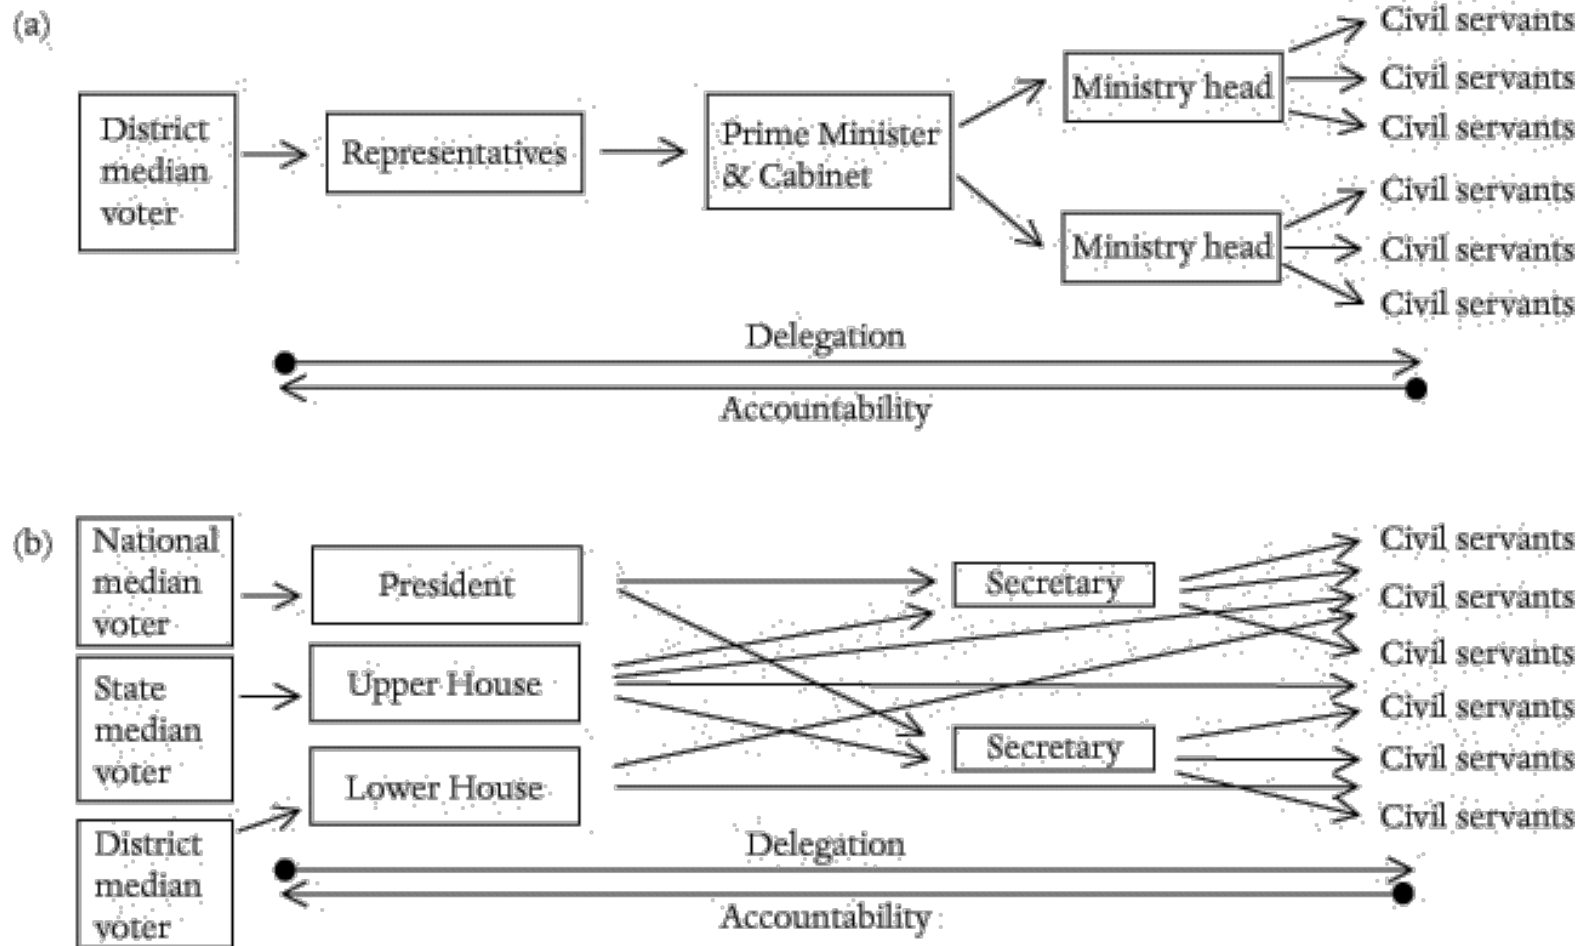 (a)
District
median
voter
Representatives
Prime Minister
& Cabinet
Ministry head
Ministry head
Civil servants
Civil servants
Civil servants
Civil servants
Civil servants
Civil servants
Delegation
Accountability
(b)
National
median
voter
State
median
voter
District
median
voter
President
Upper House
Lower House
Secretary
Secretary
Civil servants
Civil servants
Civil servants
Civil servants
Civil servants
Civil servants
Delegation
Accountability